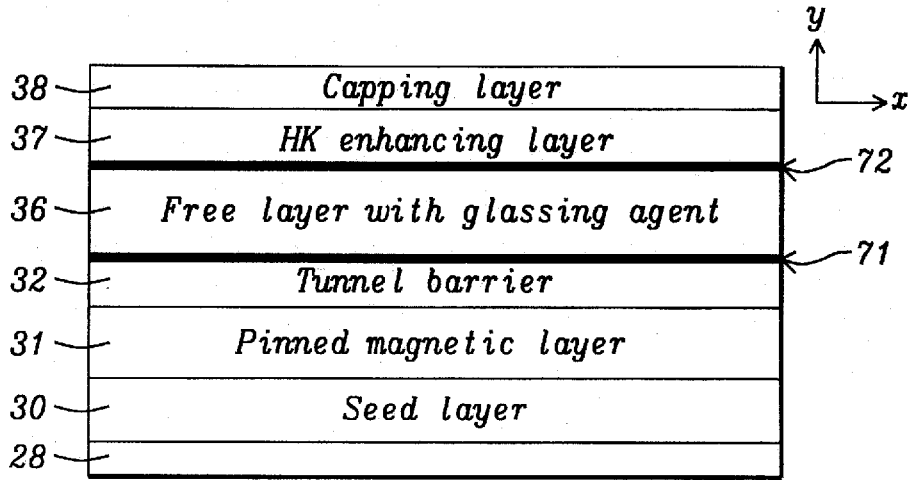 y
x
38 Capping layer
37 HK enhancing layer
72
36 Free layer with glassing agent
71
32 Tunnel barrier
31 Pinned magnetic layer
30 Seed layer
28